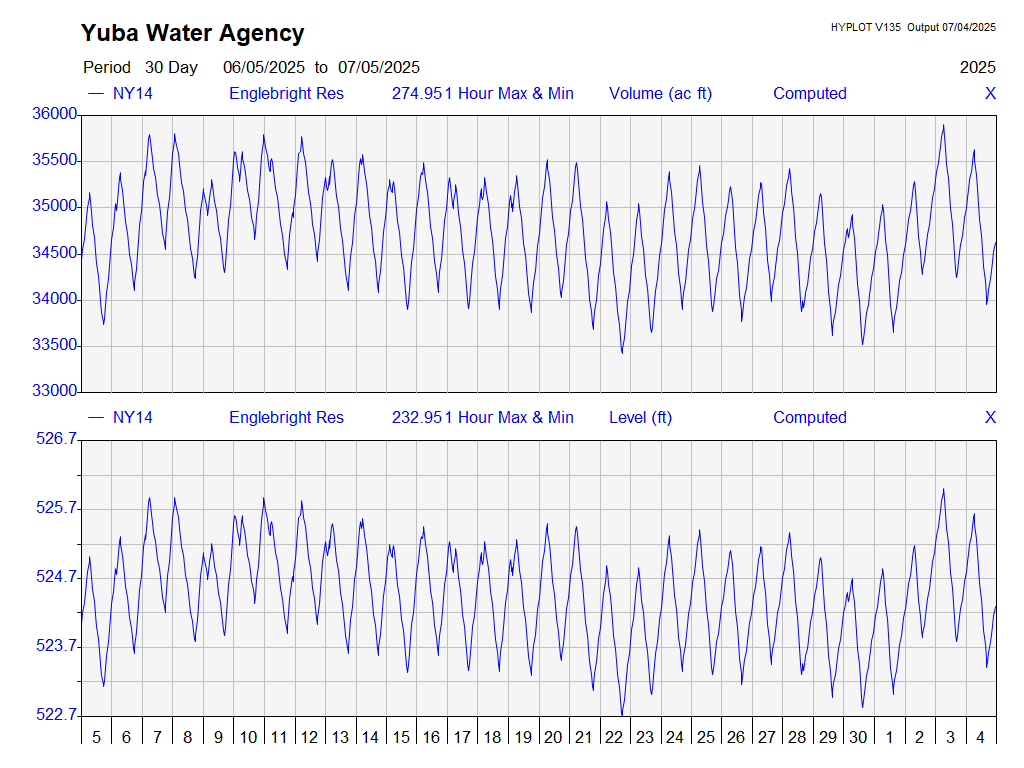 Yuba Water Agency
HYPLOT V135 Output 07/04/2025
Period 30 Day 06/05/2025 to 07/05/2025
2025
NY14 Englebright Res 274.951 Hour Max & Min Volume (ac ft) Computed X
36000
35500
35000
34500
34000
33500
33000
NY14 Englebright Res 232.951 Hour Max & Min Level (ft) Computed X
526.7
525.7
524.7
523.7
522.7
5 6 7 8 9 10 11 12 13 14 15 16 17 18 19 20 21 22 23 24 25 26 27 28 29 30 1 2 3 4